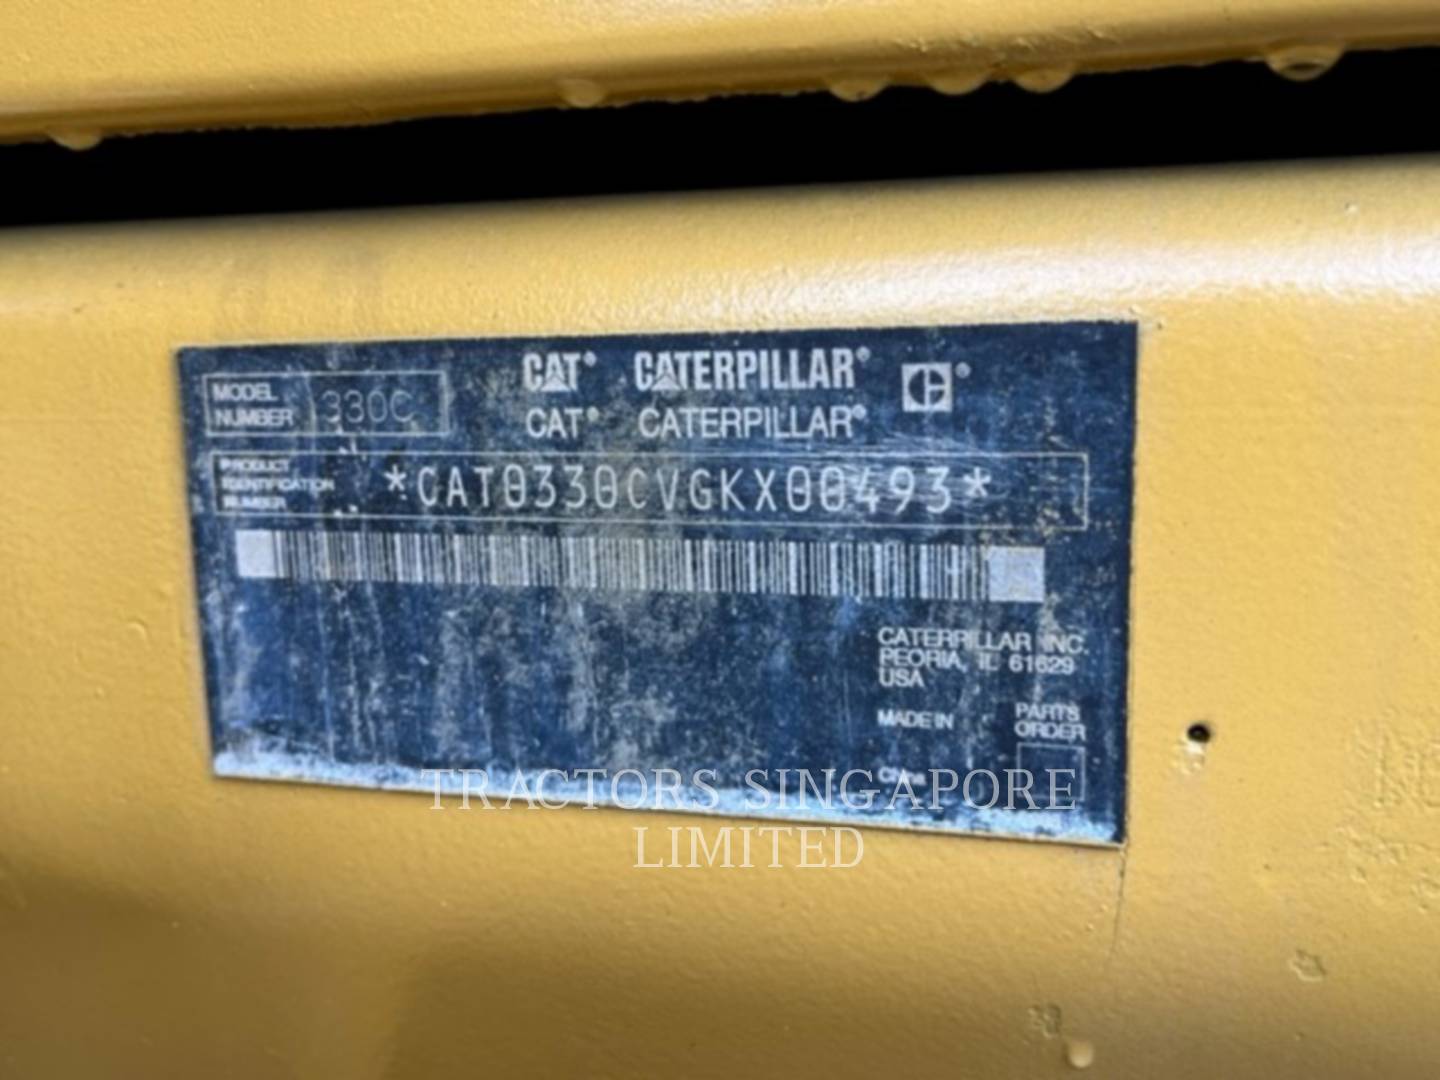 CAT® CATERPILLAR®
CAT® CATERPILLAR®
MODEL
NUMBER
330C
PRODUCT
IDENTIFICATION
NUMBER
*CAT0330CVGKX00493*
CATERPILLAR INC.
PEORIA, IL 61629
USA
MADE IN
PARTS
ORDER
China
TRACTORS SINGAPORE
LIMITED